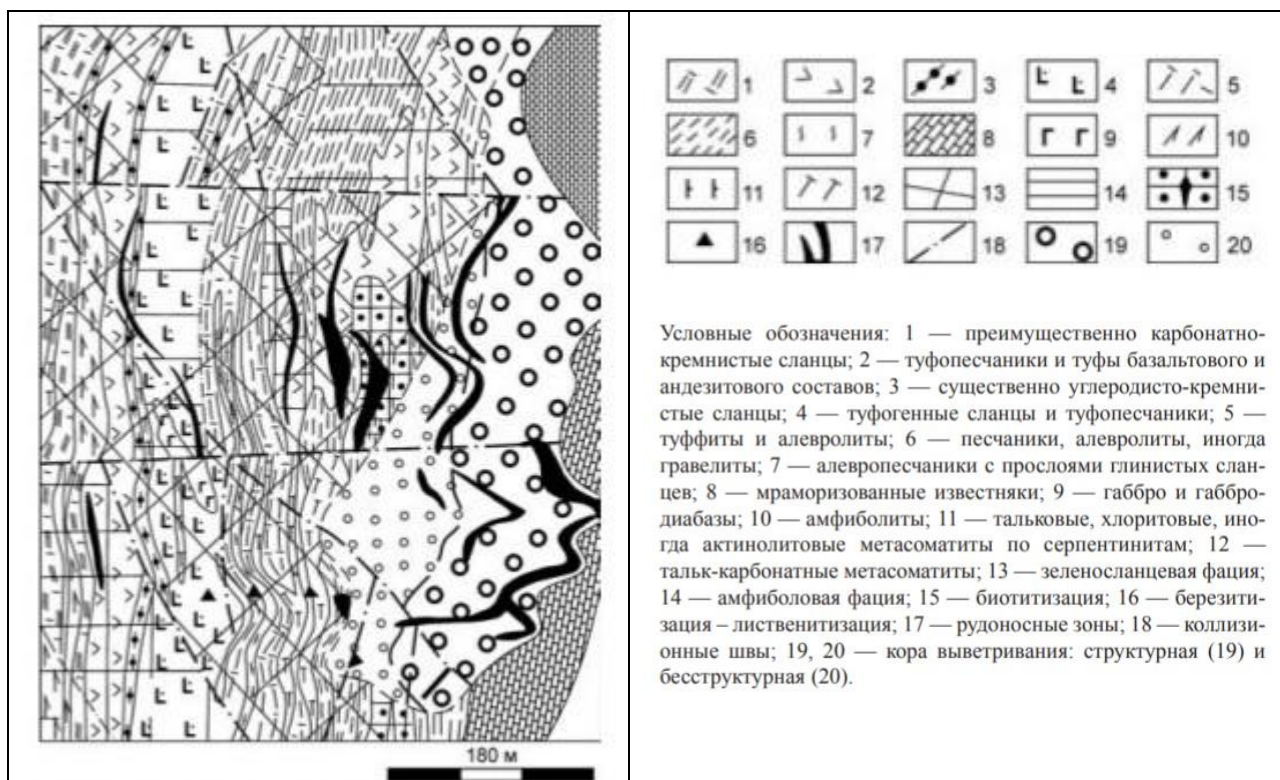 180 м
1 2 3 4 5
6 7 8 9 10
11 12 13 14 15
16 17 18 19 20
Условные обозначения: 1 — преимущественно карбонатно-
кремнистые сланцы; 2 — туфопесчаники и туфы базальтового и
андезитового составов; 3 — существенно углеродисто-кремни-
стые сланцы; 4 — туфогенные сланцы и туфопесчаники; 5 —
туффиты и алевролиты; 6 — песчаники, алевролиты, иногда
гравелиты; 7 — алевропесчаники с прослоями глинистых слан-
цев; 8 — мраморизованные известняки; 9 — габбро и габбро-
диабазы; 10 — амфиболиты; 11 — тальковые, хлоритовые, ино-
гда актинолитовые метасоматиты по серпентинитам; 12 —
тальк-карбонатные метасоматиты; 13 — зеленосланцевая фация;
14 — амфиболовая фация; 15 — биотитизация; 16 — березити-
зация – лиственитизация; 17 — рудоносные зоны; 18 — коллизи-
онные швы; 19, 20 — кора выветривания: структурная (19) и
бесструктурная (20).